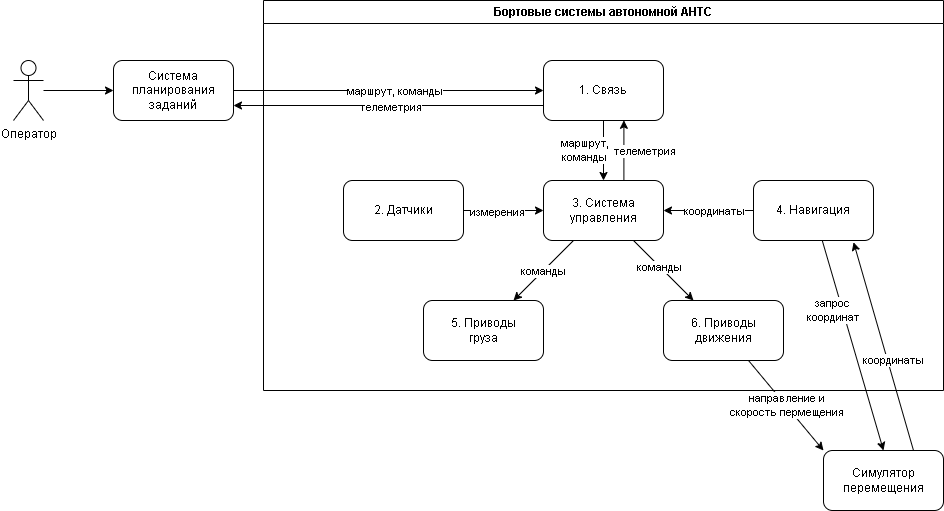 Бортовые системы автономной АНТС
Оператор
Система
планирования
заданий
маршрут, команды
телеметрия
1. Связь
маршрут,
команды
телеметрия
2. Датчики
измерения
3. Система
управления
координаты
4. Навигация
команды
команды
5. Приводы
груза
6. Приводы
движения
запрос
координат
координаты
направление и
скорость пермещения
Симулятор
перемещения